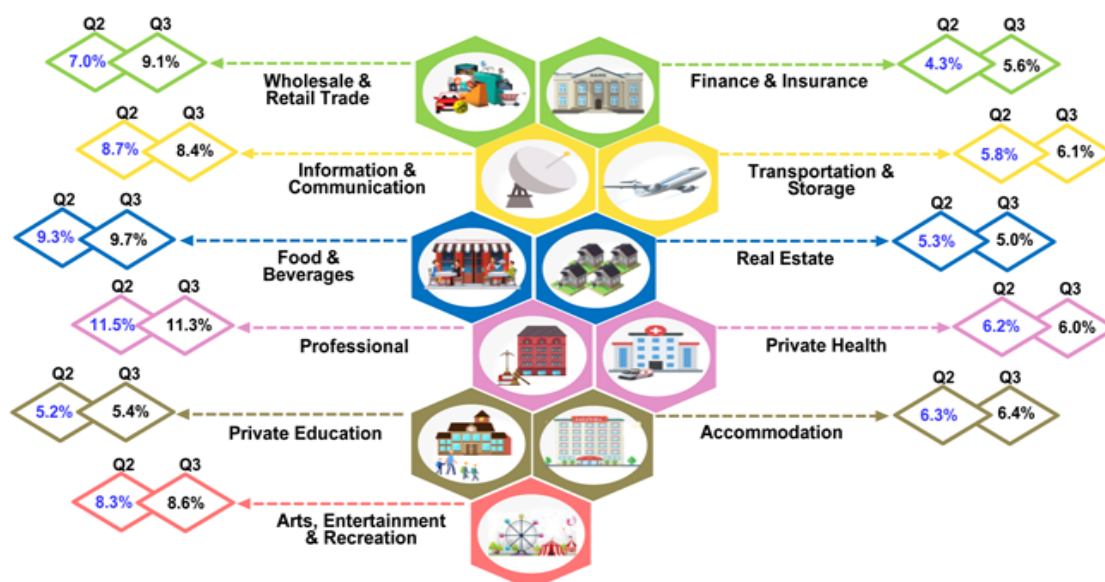 Q2 Q3
7.0% 9.1%
Wholesale &
Retail Trade
Q2 Q3
4.3% 5.6%
Finance & Insurance
Q2 Q3
8.7% 8.4%
Information &
Communication
Q2 Q3
5.8% 6.1%
Transportation &
Storage
Q2 Q3
9.3% 9.7%
Food &
Beverages
Q2 Q3
5.3% 5.0%
Real Estate
Q2 Q3
11.5% 11.3%
Professional
Q2 Q3
6.2% 6.0%
Private Health
Q2 Q3
5.2% 5.4%
Private Education
Q2 Q3
6.3% 6.4%
Accommodation
Q2 Q3
8.3% 8.6%
Arts, Entertainment
& Recreation